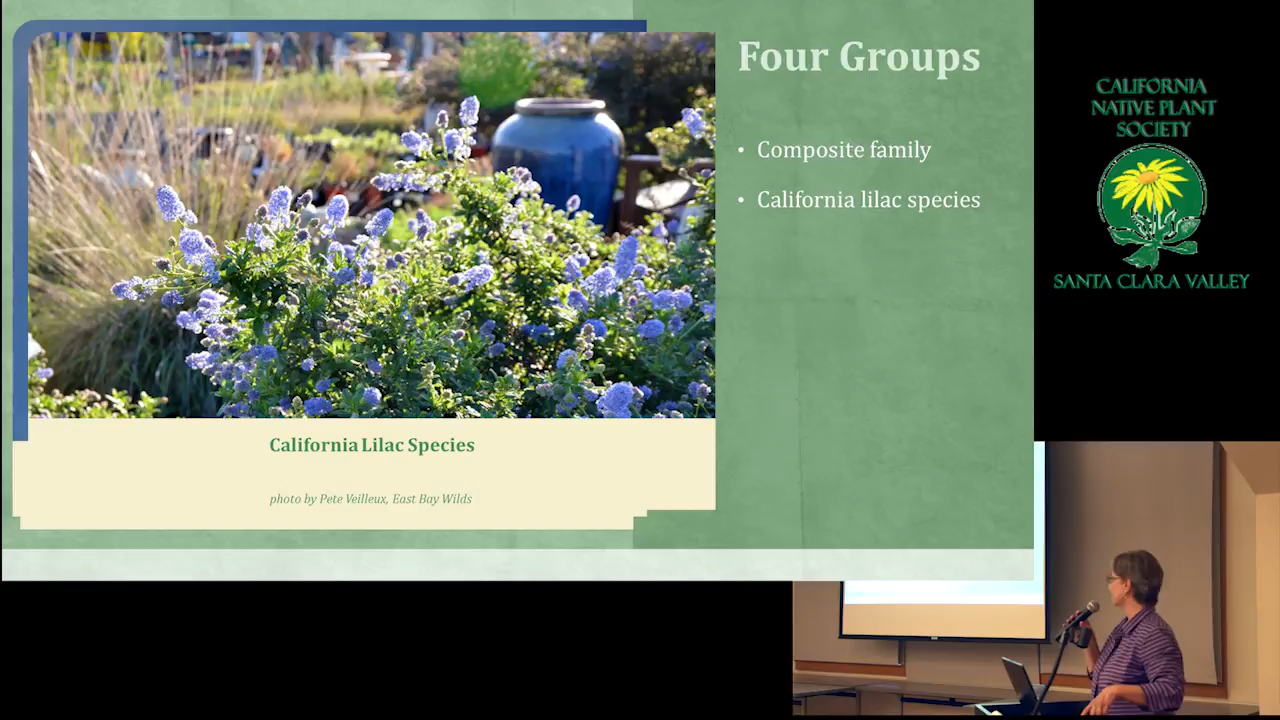 Four Groups
• Composite family
• California lilac species
California Lilac Species
photo by Pete Veilleux, East Bay Wilds
CALIFORNIA
NATIVE PLANT
SOCIETY
SANTA CLARA VALLEY